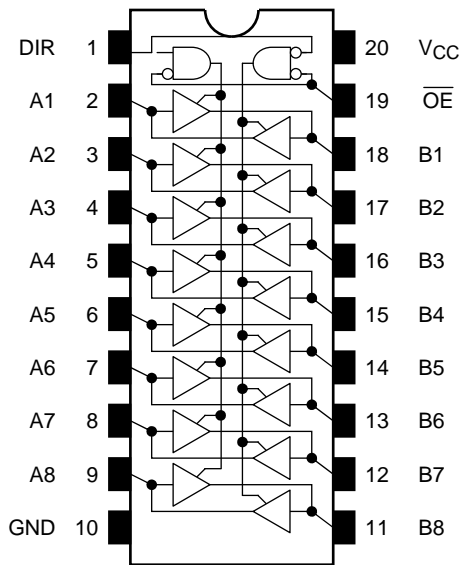 DIR 1 20 VCC
A1 2 19 O̅E̅
A2 3 18 B1
A3 4 17 B2
A4 5 16 B3
A5 6 15 B4
A6 7 14 B5
A7 8 13 B6
A8 9 12 B7
GND 10 11 B8